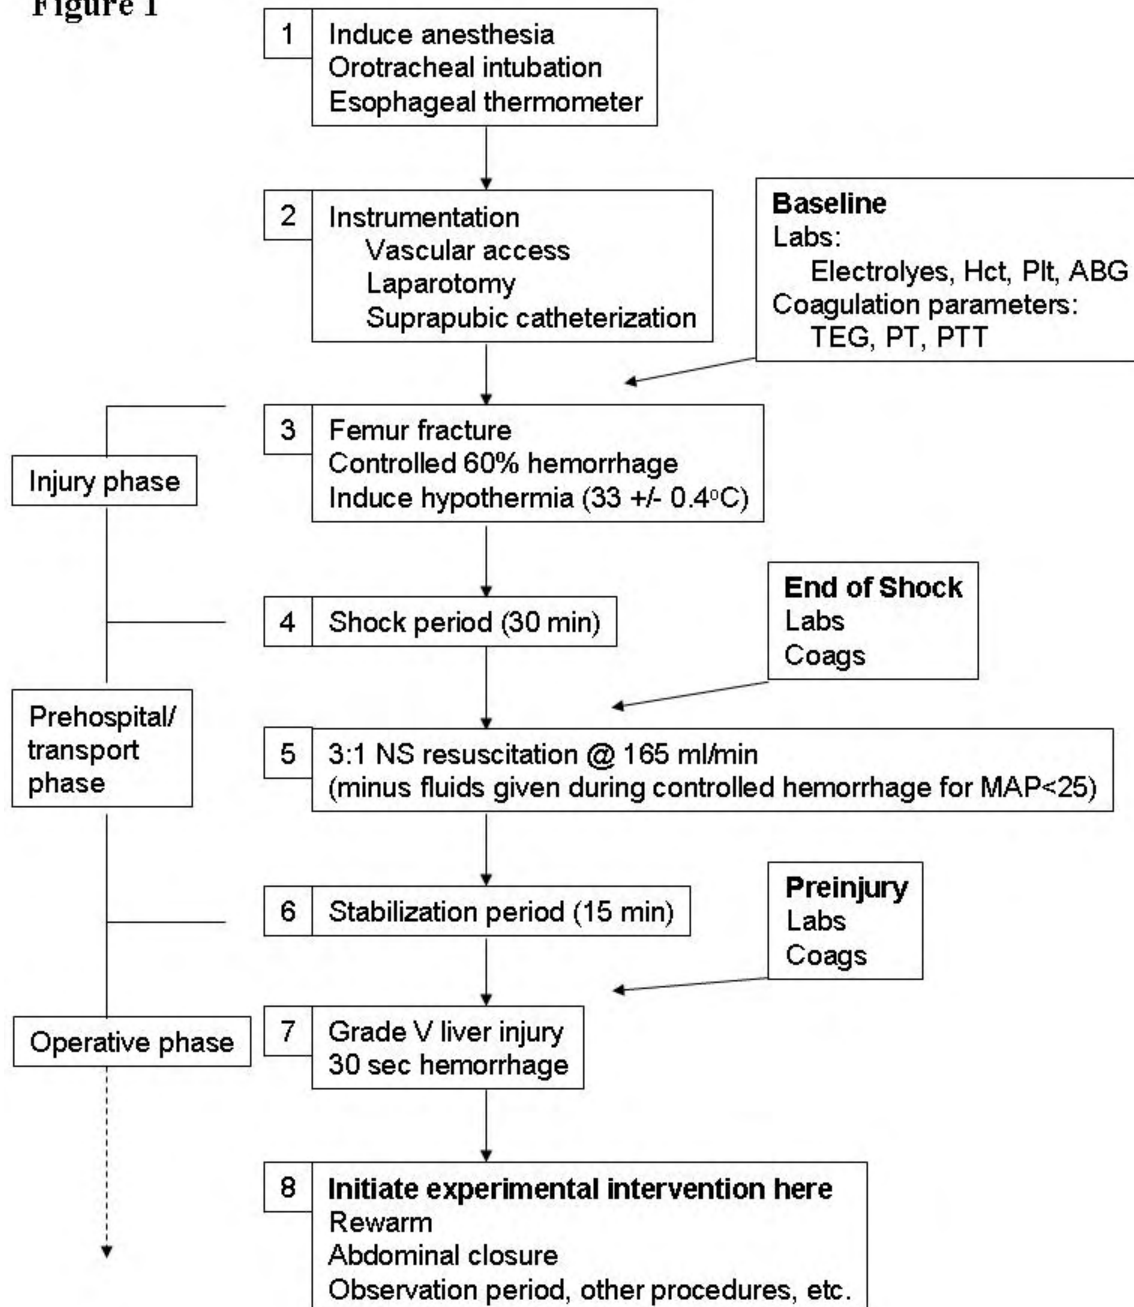 Figure 1
1
Induce anesthesia
Orotracheal intubation
Esophageal thermometer
2
Instrumentation
Vascular access
Laparotomy
Suprapubic catheterization
Baseline
Labs:
Electrolyes, Hct, Plt, ABG
Coagulation parameters:
TEG, PT, PTT
Injury phase
3
Femur fracture
Controlled 60% hemorrhage
Induce hypothermia (33 +/- 0.4ºC)
4
Shock period (30 min)
End of Shock
Labs
Coags
Prehospital/
transport
phase
5
3:1 NS resuscitation @ 165 ml/min
(minus fluids given during controlled hemorrhage for MAP<25)
6
Stabilization period (15 min)
Preinjury
Labs
Coags
Operative phase
7
Grade V liver injury
30 sec hemorrhage
8
Initiate experimental intervention here
Rewarm
Abdominal closure
Observation period, other procedures, etc.